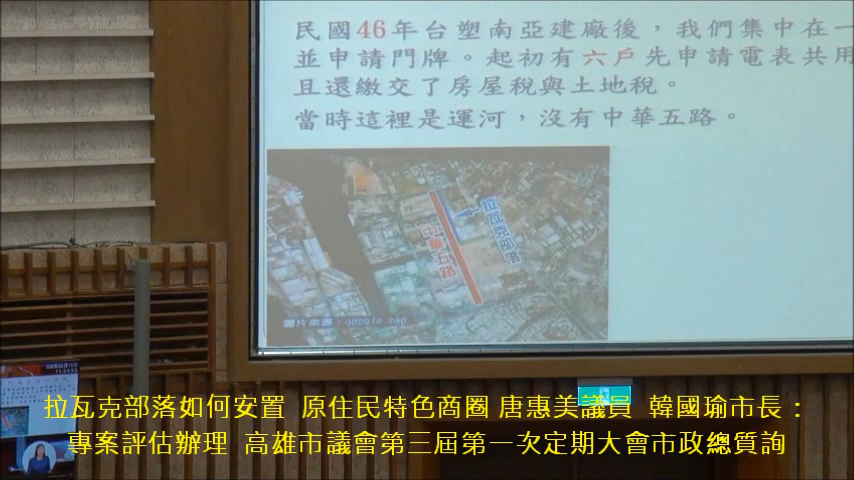 民國46年台塑南亞建廠後，我們集中在一
並申請門牌。起初有六戶先申請電表共用
且還繳交了房屋稅與土地稅。
當時這裡是運河，沒有中華五路。
拉瓦克部落
中華五路
圖片來源：google map
拉瓦克部落如何安置 原住民特色商圈 唐惠美議員 韓國瑜市長：
專案評估辦理 高雄市議會第三屆第一次定期大會市政總質詢